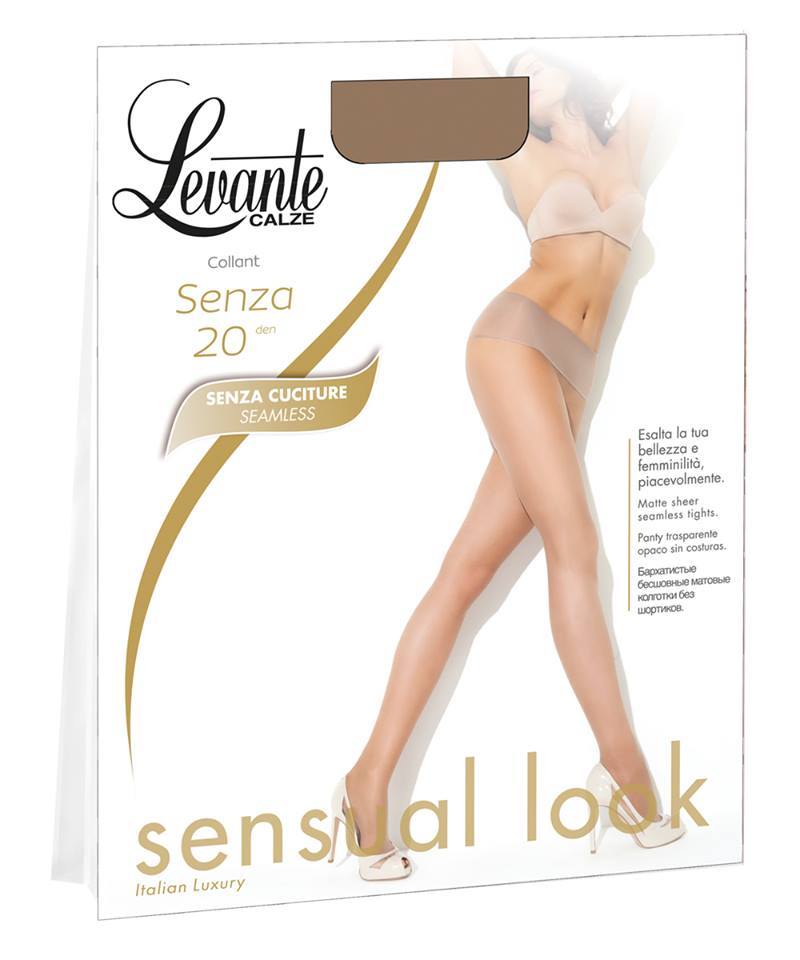 Levante
CALZE
Collant
Senza
20 den
SENZA CUCITURE
SEAMLESS
Esalta la tua
bellezza e
femminilità,
piacevolmente.
Matte sheer
seamless tights.
Panty trasparente
opaco sin costuras.
Бархатистые
бесшовные матовые
колготки без
шортиков.
sensual look
Italian Luxury